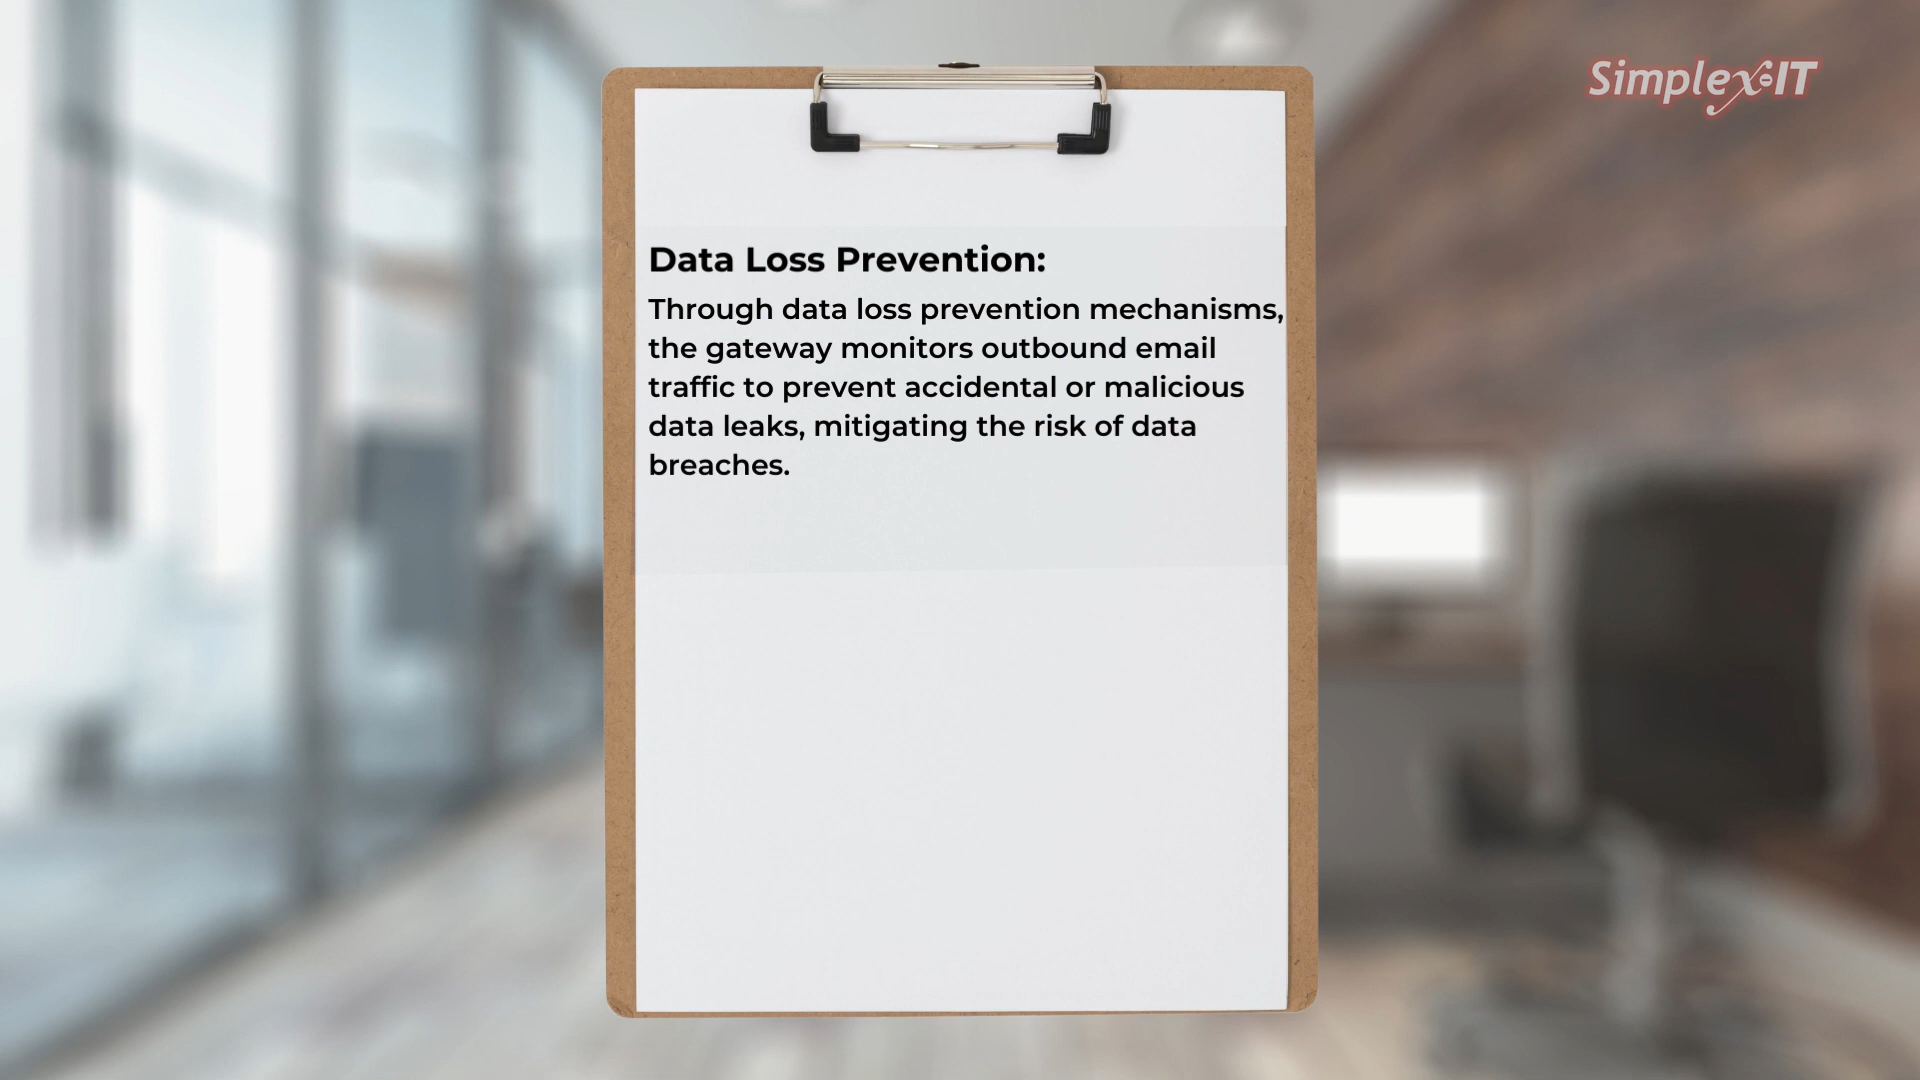 Simplex-IT
Data Loss Prevention:
Through data loss prevention mechanisms,
the gateway monitors outbound email
traffic to prevent accidental or malicious
data leaks, mitigating the risk of data
breaches.